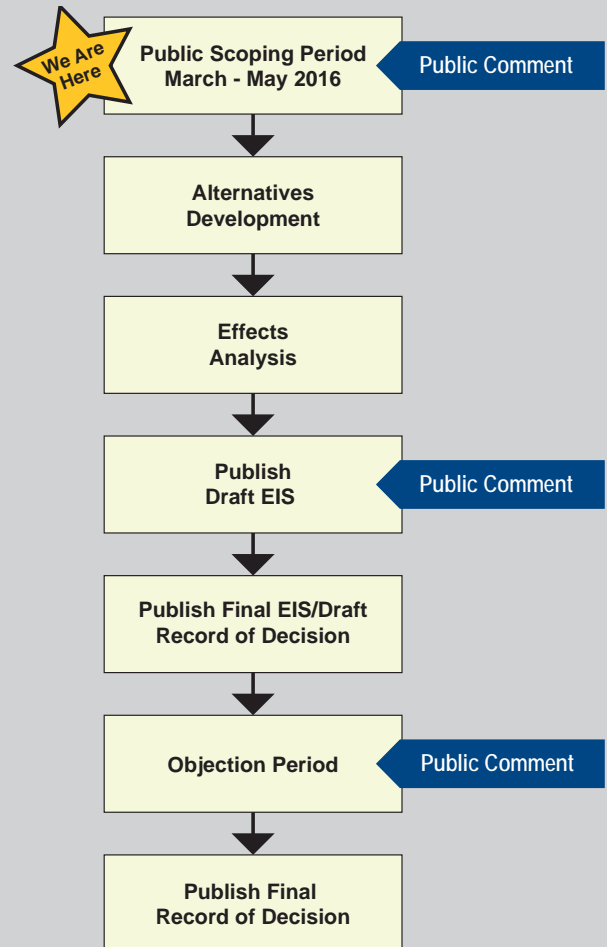 We Are
Here
Public Scoping Period
March - May 2016
Public Comment
Alternatives
Development
Effects
Analysis
Publish
Draft EIS
Public Comment
Publish Final EIS/Draft
Record of Decision
Objection Period
Public Comment
Publish Final
Record of Decision